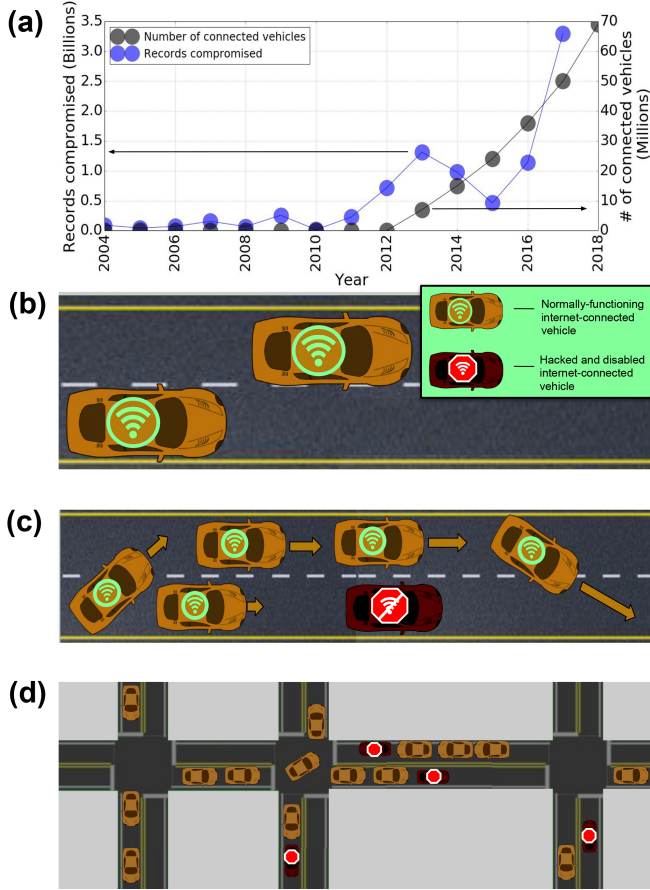 (a)
Records compromised (Billions)
3.5
3.0
2.5
2.0
1.5
1.0
0.5
0.0
Number of connected vehicles
Records compromised
70
60
50
40
30
20
10
0
# of connected vehicles
(Millions)
2004
2006
2008
2010
2012
2014
2016
2018
Year
(b)
Normally-functioning
internet-connected
vehicle
Hacked and disabled
internet-connected
vehicle
(c)
(d)